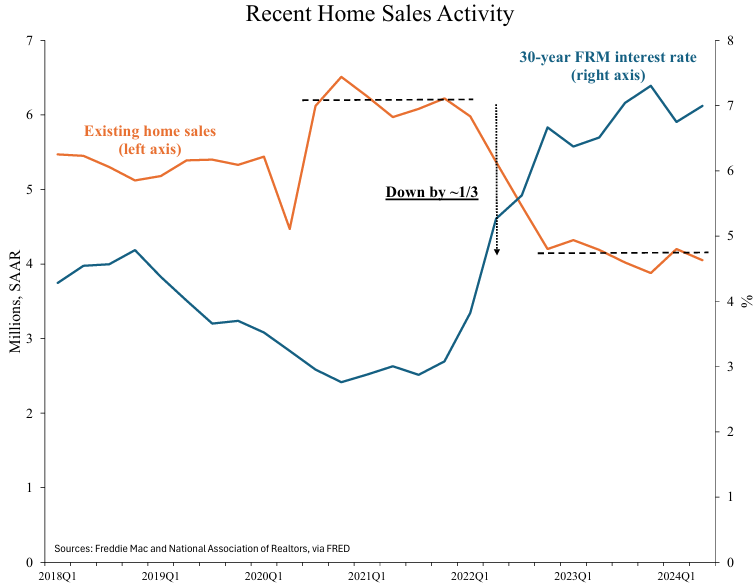 Recent Home Sales Activity
7
6
5
4
3
2
1
0
Millions, SAAR
8
7
6
5
4
3
2
1
0
%
30-year FRM interest rate
(right axis)
Existing home sales
(left axis)
Down by ~1/3
Sources: Freddie Mac and National Association of Realtors, via FRED
2018Q1 2019Q1 2020Q1 2021Q1 2022Q1 2023Q1 2024Q1